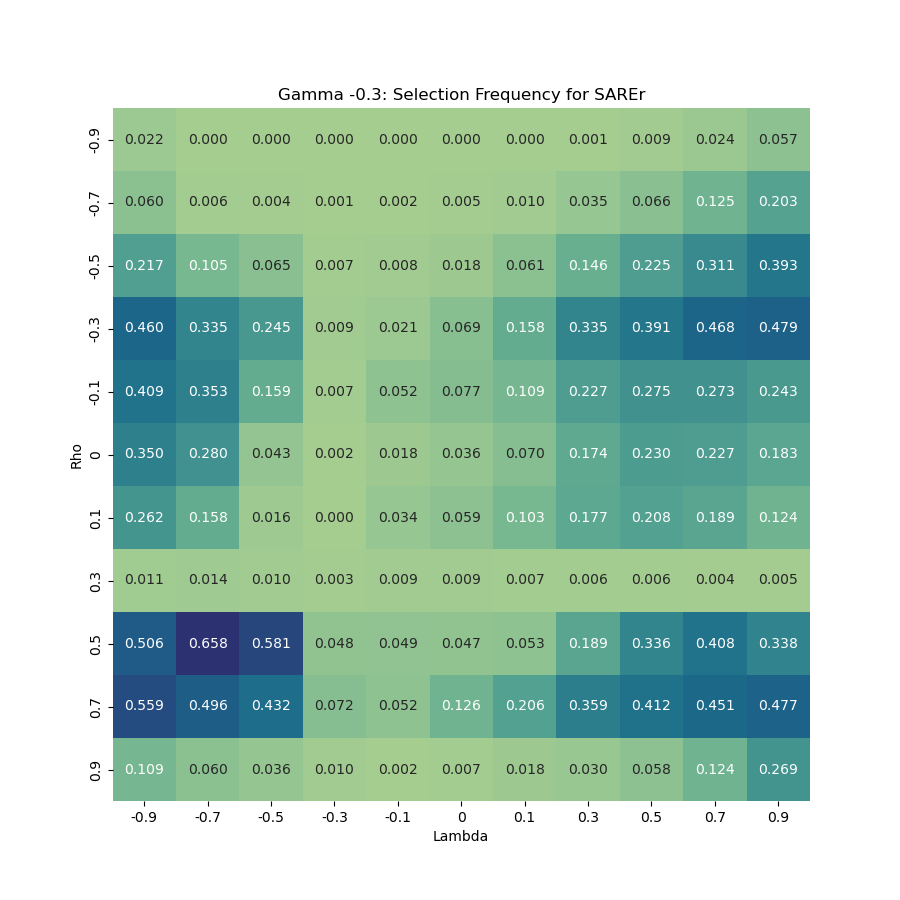 Gamma -0.3: Selection Frequency for SAREr
-0.9 0.022 0.000 0.000 0.000 0.000 0.000 0.000 0.001 0.009 0.024 0.057
-0.7 0.060 0.006 0.004 0.001 0.002 0.005 0.010 0.035 0.066 0.125 0.203
-0.5 0.217 0.105 0.065 0.007 0.008 0.018 0.061 0.146 0.225 0.311 0.393
-0.3 0.460 0.335 0.245 0.009 0.021 0.069 0.158 0.335 0.391 0.468 0.479
-0.1 0.409 0.353 0.159 0.007 0.052 0.077 0.109 0.227 0.275 0.273 0.243
Rho
0 0.350 0.280 0.043 0.002 0.018 0.036 0.070 0.174 0.230 0.227 0.183
0.1 0.262 0.158 0.016 0.000 0.034 0.059 0.103 0.177 0.208 0.189 0.124
0.3 0.011 0.014 0.010 0.003 0.009 0.009 0.007 0.006 0.006 0.004 0.005
0.5 0.506 0.658 0.581 0.048 0.049 0.047 0.053 0.189 0.336 0.408 0.338
0.7 0.559 0.496 0.432 0.072 0.052 0.126 0.206 0.359 0.412 0.451 0.477
0.9 0.109 0.060 0.036 0.010 0.002 0.007 0.018 0.030 0.058 0.124 0.269
-0.9 -0.7 -0.5 -0.3 -0.1 0 0.1 0.3 0.5 0.7 0.9
Lambda